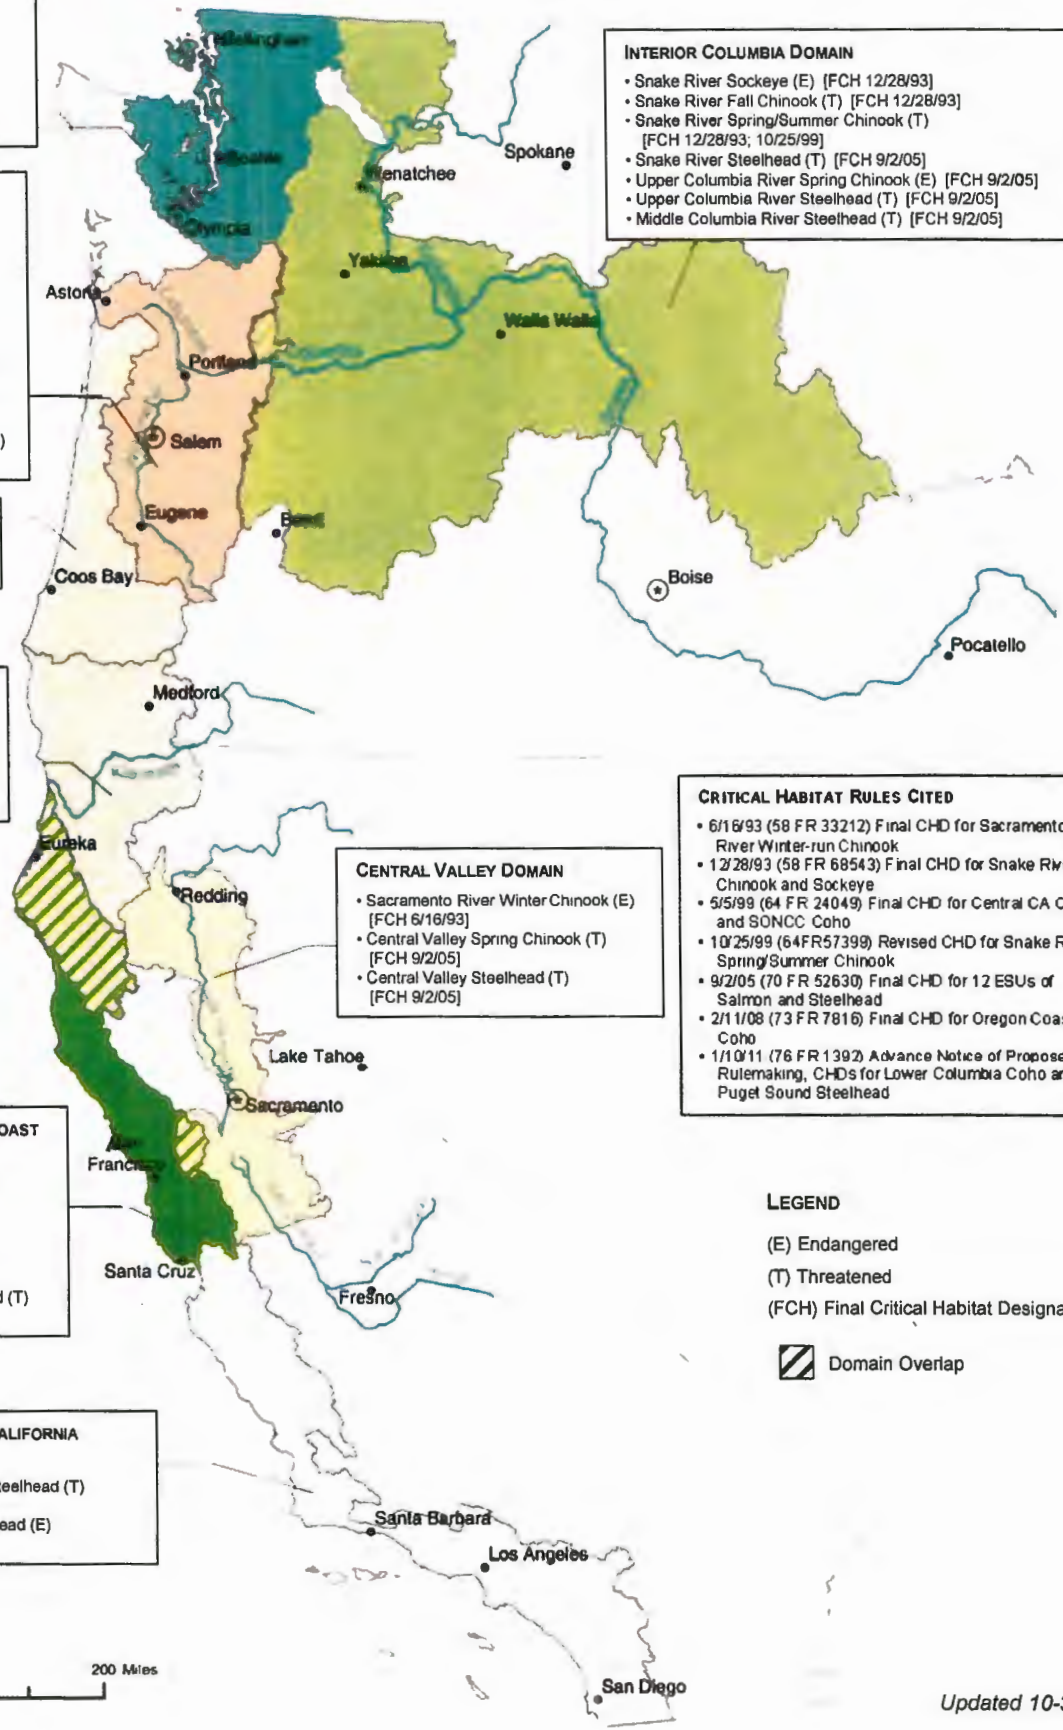 Bellingham
Seattle
Olympia
Wenatchee
Spokane
Yakima
Walla Walla
Astoria
Portland
Salem
Eugene
Bend
Coos Bay
Boise
Pocatello
Medford
INTERIOR COLUMBIA DOMAIN
• Snake River Sockeye (E) [FCH 12/28/93]
• Snake River Fall Chinook (T) [FCH 12/28/93]
• Snake River Spring/Summer Chinook (T)
[FCH 12/28/93; 10/25/99]
• Snake River Steelhead (T) [FCH 9/2/05]
• Upper Columbia River Spring Chinook (E) [FCH 9/2/05]
• Upper Columbia River Steelhead (T) [FCH 9/2/05]
• Middle Columbia River Steelhead (T) [FCH 9/2/05]
)
Eureka
Redding
CENTRAL VALLEY DOMAIN
• Sacramento River Winter Chinook (E)
[FCH 6/16/93]
• Central Valley Spring Chinook (T)
[FCH 9/2/05]
• Central Valley Steelhead (T)
[FCH 9/2/05]
CRITICAL HABITAT RULES CITED
• 6/16/93 (58 FR 33212) Final CHD for Sacramento
River Winter-run Chinook
• 12/28/93 (58 FR 68543) Final CHD for Snake Riv
Chinook and Sockeye
• 5/5/99 (64 FR 24049) Final CHD for Central CA C
and SONCC Coho
• 10/25/99 (64FR57399) Revised CHD for Snake R
Spring/Summer Chinook
• 9/2/05 (70 FR 52630) Final CHD for 12 ESUs of
Salmon and Steelhead
• 2/11/08 (73 FR 7816) Final CHD for Oregon Coas
Coho
• 1/10/11 (76 FR 1392) Advance Notice of Propose
Rulemaking, CHDs for Lower Columbia Coho an
Puget Sound Steelhead
Lake Tahoe
Sacramento
Francisco
Santa Cruz
Fresno
OAST
d (T)
LEGEND
(E) Endangered
(T) Threatened
(FCH) Final Critical Habitat Designa
Domain Overlap
ALIFORNIA
teelhead (T)
ead (E)
Santa Barbara
Los Angeles
San Diego
200 Miles
Updated 10-3